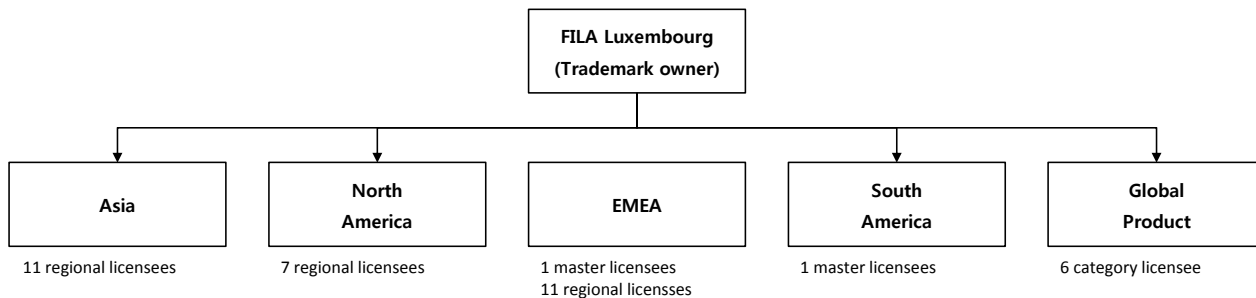 FILA Luxembourg
(Trademark owner)
Asia
North
America
EMEA
South
America
Global
Product
11 regional licensees
7 regional licensees
1 master licensees
11 regional licensses
1 master licensees
6 category licensee